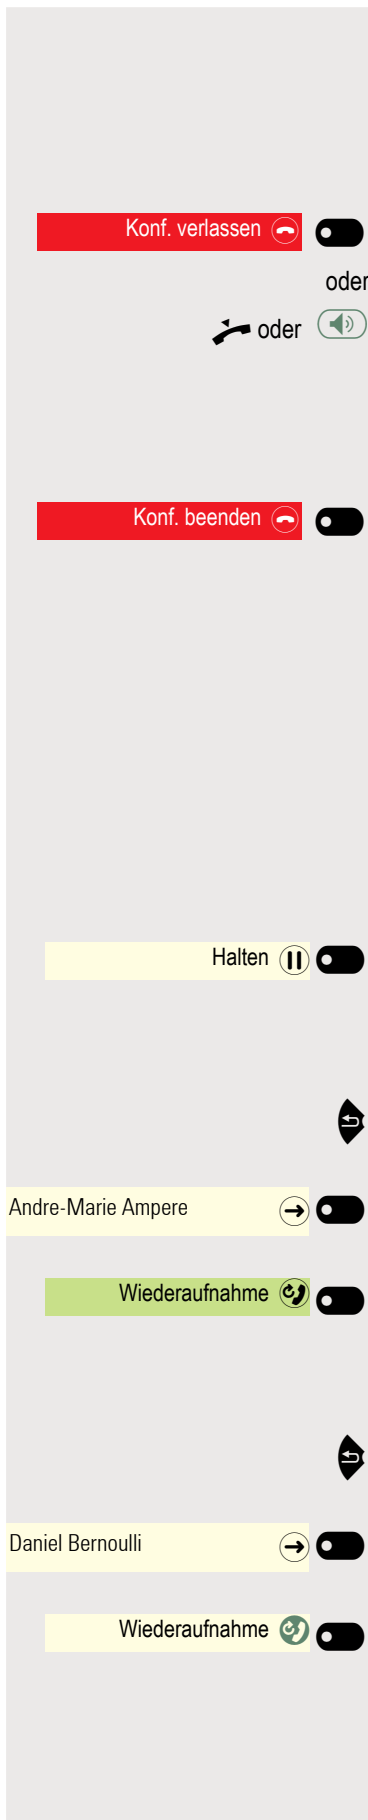 Konf. verlassen
oder
oder
Konf. beenden
Halten
Andre-Marie Ampere
Wiederaufnahme
Daniel Bernoulli
Wiederaufnahme